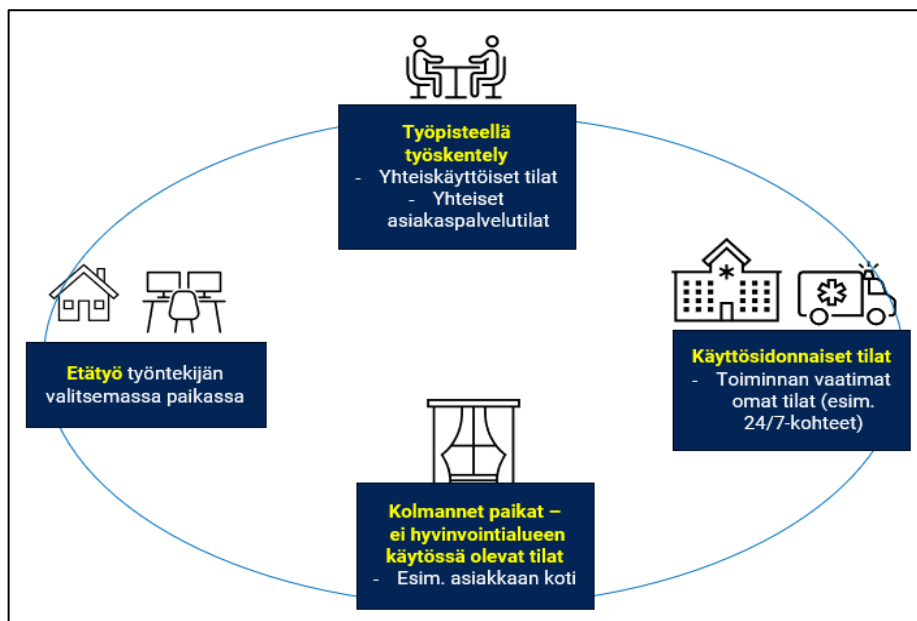 Työpisteellä
työskentely
- Yhteiskäyttöiset tilat
- Yhteiset
asiakaspalvelutilat
Etätyö työntekijän
valitsemassa paikassa
Käyttösidonnaiset tilat
- Toiminnan vaatimat
omat tilat (esim.
24/7-kohteet)
Kolmannet paikat –
ei hyvinvointialueen
käytössä olevat tilat
- Esim. asiakkaan koti